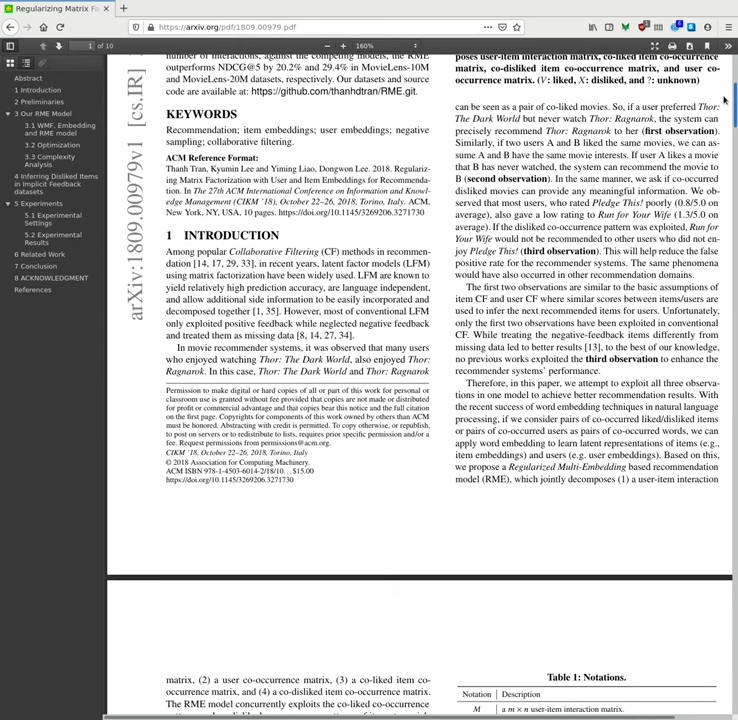 Regularizing Matrix Fa
https://arxiv.org/pdf/1809.00979.pdf
1 of 10
160%
Abstract
1 Introduction
2 Preliminaries
3 Our RME Model
3.1 WMF, Embedding
and RME model
3.2 Optimization
3.3 Complexity
Analysis
4 Inferring Disliked Items
in Implicit Feedback
datasets
5 Experiments
5.1 Experimental
Settings
5.2 Experimental
Results
6 Related Work
7 Conclusion
8 ACKNOWLEDGMENT
References
arXiv:1809.00979v1 [cs.IR]
number of interactions, against the competing models, the RME
outperforms NDCG@5 by 20.2% and 29.4% in MovieLens-10M
and MovieLens-20M datasets, respectively. Our datasets and source
code are available at: https://github.com/thanhdtran/RME.git.
KEYWORDS
Recommendation; item embeddings; user embeddings; negative
sampling; collaborative filtering.
ACM Reference Format:
Thanh Tran, Kyumin Lee and Yiming Liao, Dongwon Lee. 2018. Regulariz-
ing Matrix Factorization with User and Item Embeddings for Recommenda-
tion. In The 27th ACM International Conference on Information and Knowl-
edge Management (CIKM '18), October 22–26, 2018, Torino, Italy. ACM,
New York, NY, USA, 10 pages. https://doi.org/10.1145/3269206.3271730
1 INTRODUCTION
Among popular Collaborative Filtering (CF) methods in recommen-
dation [14, 17, 29, 33], in recent years, latent factor models (LFM)
using matrix factorization have been widely used. LFM are known to
yield relatively high prediction accuracy, are language independent,
and allow additional side information to be easily incorporated and
decomposed together [1, 35]. However, most of conventional LFM
only exploited positive feedback while neglected negative feedback
and treated them as missing data [8, 14, 27, 34].
In movie recommender systems, it was observed that many users
who enjoyed watching Thor: The Dark World, also enjoyed Thor:
Ragnarok. In this case, Thor: The Dark World and Thor: Ragnarok
Permission to make digital or hard copies of all or part of this work for personal or
classroom use is granted without fee provided that copies are not made or distributed
for profit or commercial advantage and that copies bear this notice and the full citation
on the first page. Copyrights for components of this work owned by others than ACM
must be honored. Abstracting with credit is permitted. To copy otherwise, or republish,
to post on servers or to redistribute to lists, requires prior specific permission and/or a
fee. Request permissions from permissions@acm.org.
CIKM '18, October 22–26, 2018, Torino, Italy
© 2018 Association for Computing Machinery.
ACM ISBN 978-1-4503-6014-2/18/10...$15.00
https://doi.org/10.1145/3269206.3271730
poses user-item interaction matrix, co-liked item co-occurrence
matrix, co-disliked item co-occurrence matrix, and user co-
occurrence matrix. (V: liked, X: disliked, and ?: unknown)
can be seen as a pair of co-liked movies. So, if a user preferred Thor:
The Dark World but never watch Thor: Ragnarok, the system can
precisely recommend Thor: Ragnarok to her (first observation).
Similarly, if two users A and B liked the same movies, we can as-
sume A and B have the same movie interests. If user A likes a movie
that B has never watched, the system can recommend the movie to
B (second observation). In the same manner, we ask if co-occurred
disliked movies can provide any meaningful information. We ob-
served that most users, who rated Pledge This! poorly (0.8/5.0 on
average), also gave a low rating to Run for Your Wife (1.3/5.0 on
average). If the disliked co-occurrence pattern was exploited, Run for
Your Wife would not be recommended to other users who did not en-
joy Pledge This! (third observation). This will help reduce the false
positive rate for the recommender systems. The same phenomena
would have also occurred in other recommendation domains.
The first two observations are similar to the basic assumptions of
item CF and user CF where similar scores between items/users are
used to infer the next recommended items for users. Unfortunately,
only the first two observations have been exploited in conventional
CF. While treating the negative-feedback items differently from
missing data led to better results [13], to the best of our knowledge,
no previous works exploited the third observation to enhance the
recommender systems' performance.
Therefore, in this paper, we attempt to exploit all three observa-
tions in one model to achieve better recommendation results. With
the recent success of word embedding techniques in natural language
processing, if we consider pairs of co-occurred liked/disliked items
or pairs of co-occurred users as pairs of co-occurred words, we can
apply word embedding to learn latent representations of items (e.g.,
item embeddings) and users (e.g. user embeddings). Based on this,
we propose a Regularized Multi-Embedding based recommendation
model (RME), which jointly decomposes (1) a user-item interaction
matrix, (2) a user co-occurrence matrix, (3) a co-liked item co-
occurrence matrix, and (4) a co-disliked item co-occurrence matrix.
The RME model concurrently exploits the co-liked co-occurrence
Table 1: Notations.
Notation Description
M a m × n user-item interaction matrix.